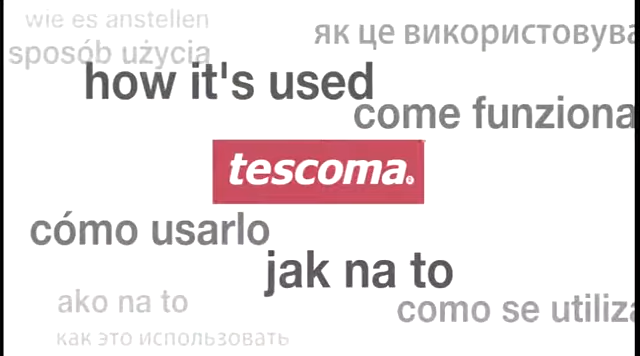 wie es anstellen
як це використовува
sposób użycia
how it's used
come funziona
tescoma.
cómo usarlo
jak na to
ako na to
como se utiliza
как это использовать